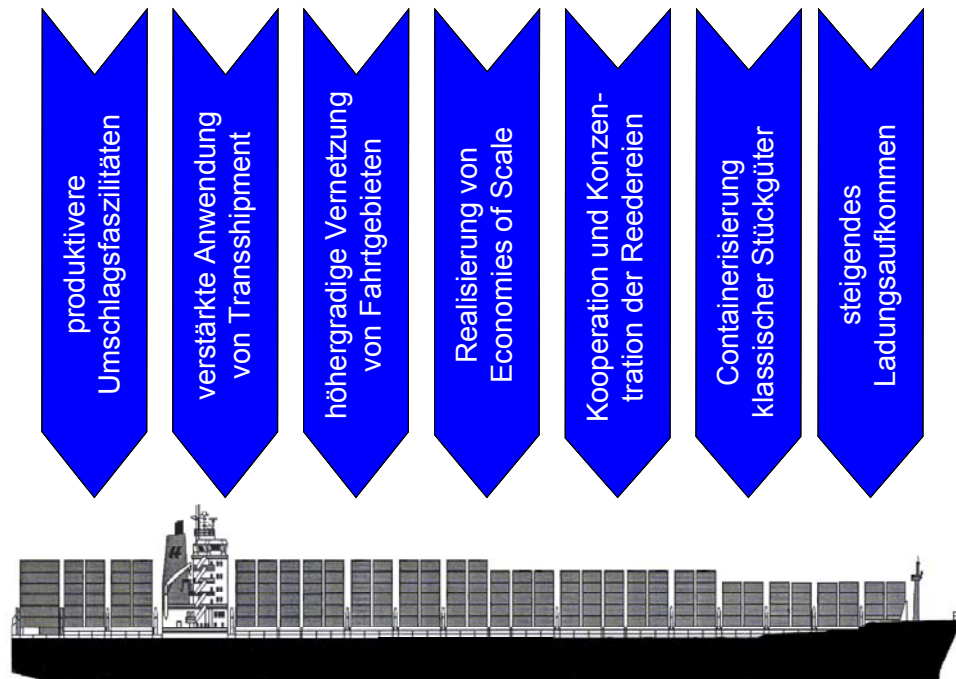 produktivere
Umschlagsfaszilitäten
verstärkte Anwendung
von Transshipment
höhergradige Vernetzung
von Fahrtgebieten
Realisierung von
Economies of Scale
Kooperation und Konzen-
tration der Reedereien
Containerisierung
klassischer Stückgüter
steigendes
Ladungsaufkommen